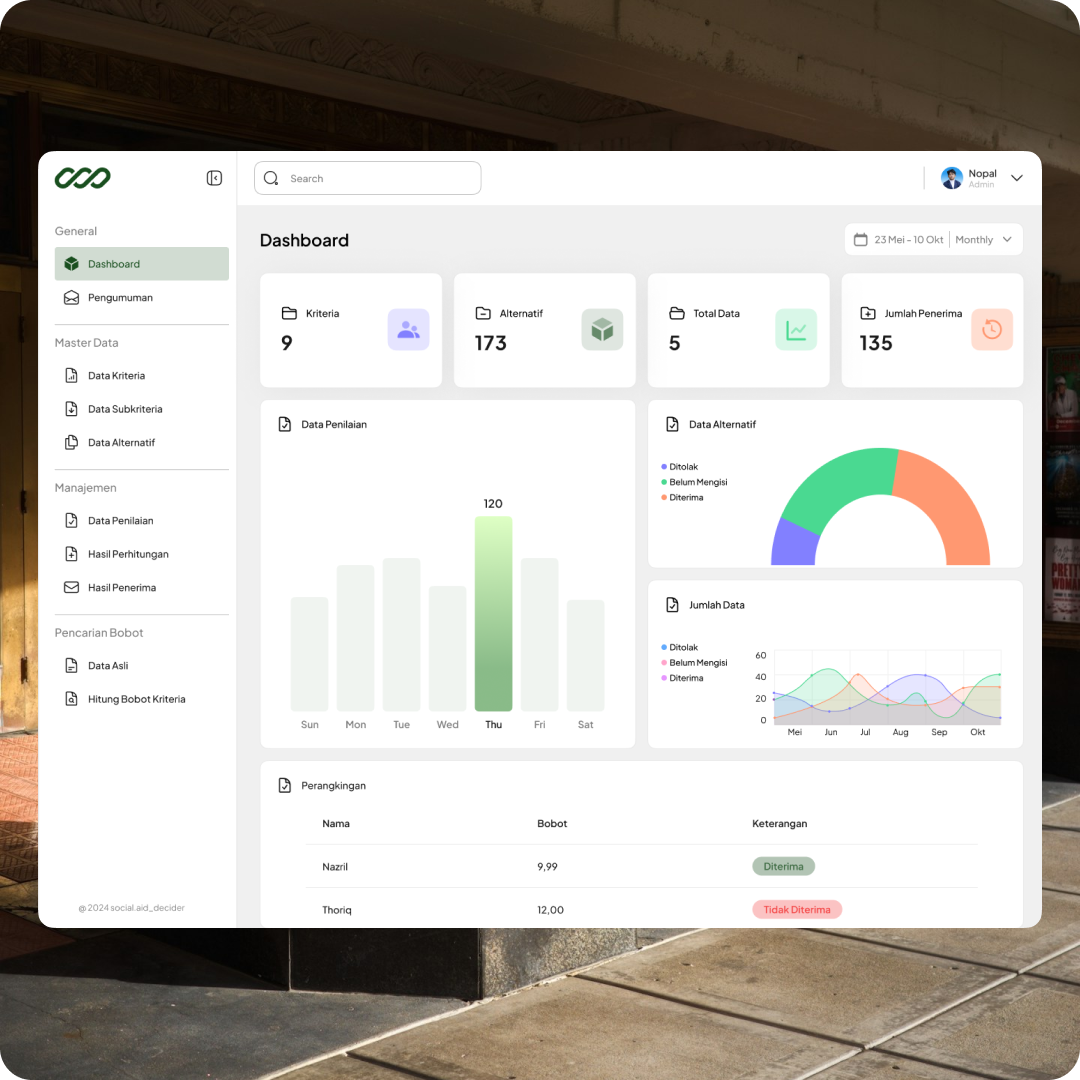 Search
Nopal
Admin
General
Dashboard
Pengumuman
Master Data
Data Kriteria
Data Subkriteria
Data Alternatif
Manajemen
Data Penilaian
Hasil Perhitungan
Hasil Penerima
Pencarian Bobot
Data Asli
Hitung Bobot Kriteria
@ 2024 social.aid_decider
Dashboard
23 Mei - 10 Okt
Monthly
Kriteria
9
Alternatif
173
Total Data
5
Jumlah Penerima
135
Data Penilaian
120
Sun Mon Tue Wed Thu Fri Sat
Data Alternatif
Ditolak
Belum Mengisi
Diterima
Jumlah Data
Ditolak
Belum Mengisi
Diterima
60
40
20
0
Mei Jun Jul Aug Sep Okt
Perangkingan
Nama Bobot Keterangan
Nazril 9,99 Diterima
Thoriq 12,00 Tidak Diterima
PRETTY
WOMAN